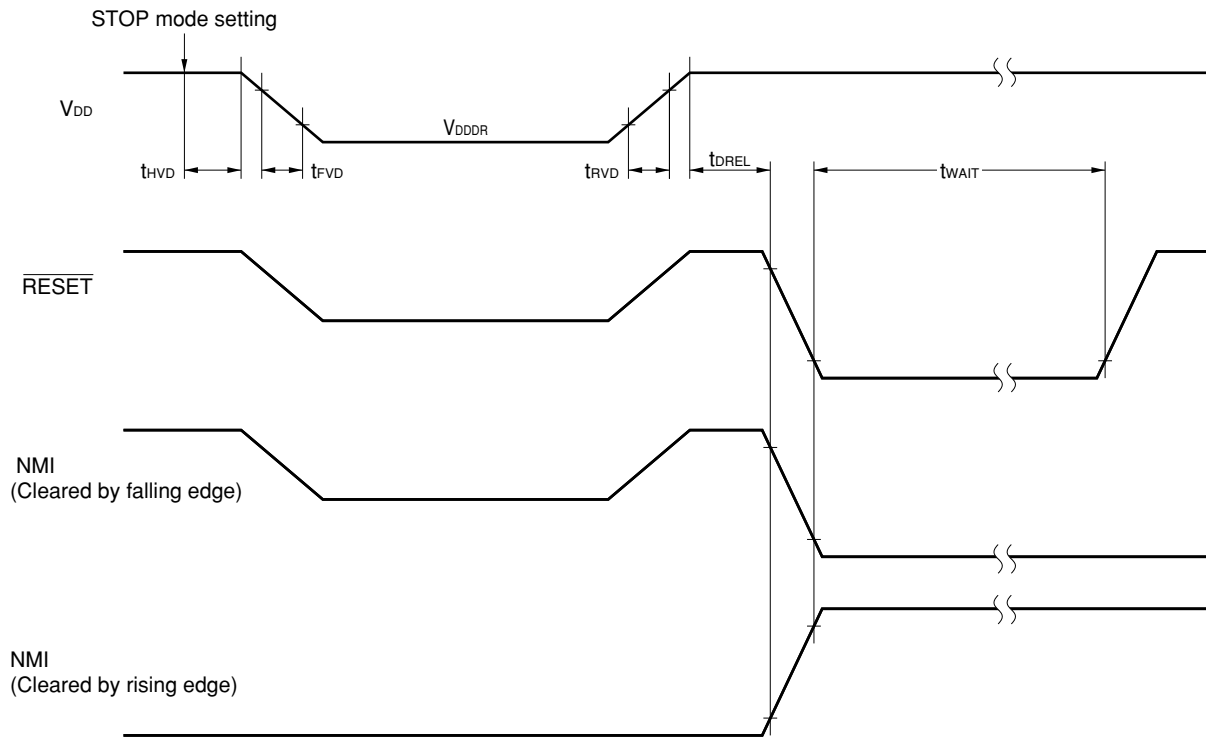 STOP mode setting
VDD
VDDDR
tHVD
tFVD
tRVD
tDREL
tWAIT
RESET
NMI
(Cleared by falling edge)
NMI
(Cleared by rising edge)